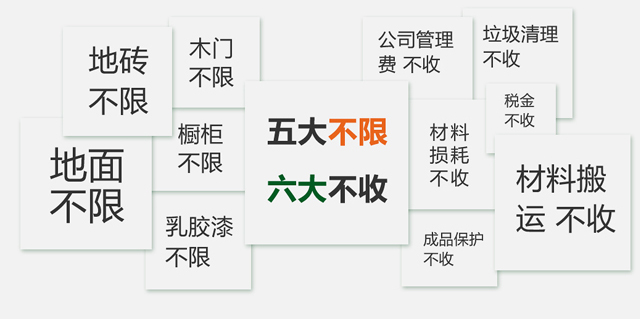 地砖
不限
木门
不限
地面
不限
橱柜
不限
乳胶漆
不限
五大不限
六大不收
公司管理
费 不收
垃圾清理
不收
税金
不收
材料
损耗
不收
材料搬
运 不收
成品保护
不收